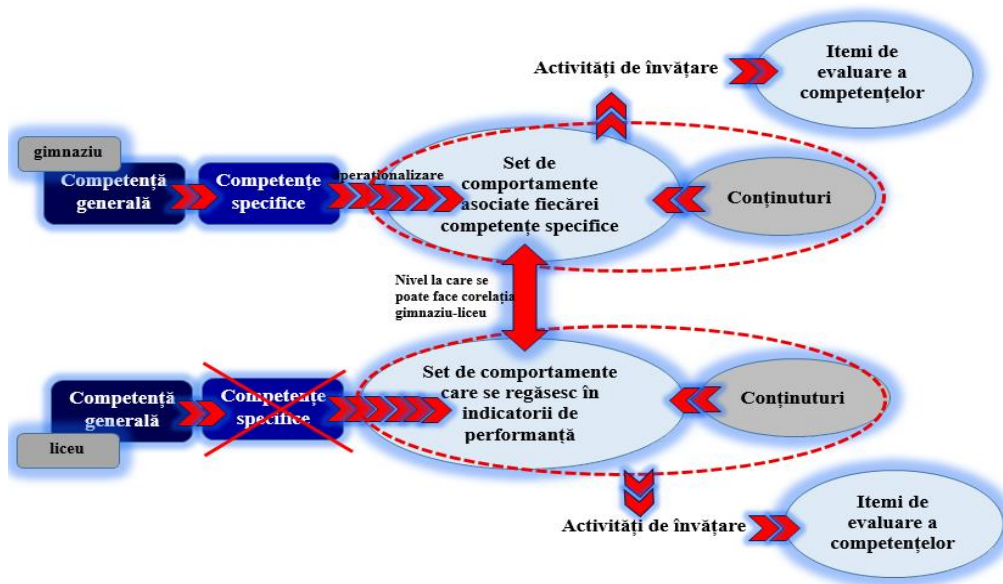 Activități de învățare
Itemi de
evaluare a
competențelor
gimnaziu
Competență
generală
Competențe
specifice
operaționalizare
Set de
comportamente
asociate fiecărei
competențe specifice
Conținuturi
Nivel la care se
poate face corelația
gimnaziu-liceu
Competență
generală
liceu
Competențe
specifice
Set de comportamente
care se regăsesc în
indicatorii de
performanță
Conținuturi
Activități de învățare
Itemi de
evaluare a
competențelor